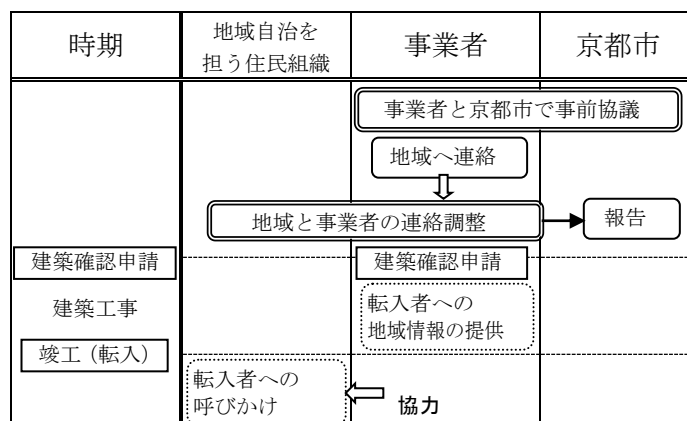 時期
地域自治を
担う住民組織
事業者
京都市
事業者と京都市で事前協議
地域へ連絡
地域と事業者の連絡調整
報告
建築確認申請
建築確認申請
建築工事
転入者への
地域情報の提供
竣工（転入）
転入者への
呼びかけ
協力